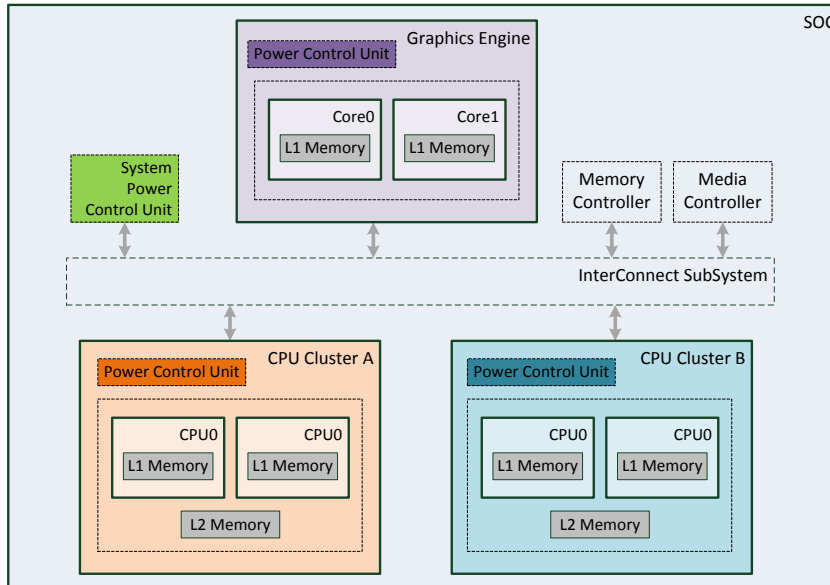 SOC
Graphics Engine
Power Control Unit
Core0
Core1
L1 Memory
L1 Memory
System
Power
Control Unit
Memory
Controller
Media
Controller
InterConnect SubSystem
CPU Cluster A
Power Control Unit
CPU0
CPU0
L1 Memory
L1 Memory
L2 Memory
CPU Cluster B
Power Control Unit
CPU0
CPU0
L1 Memory
L1 Memory
L2 Memory